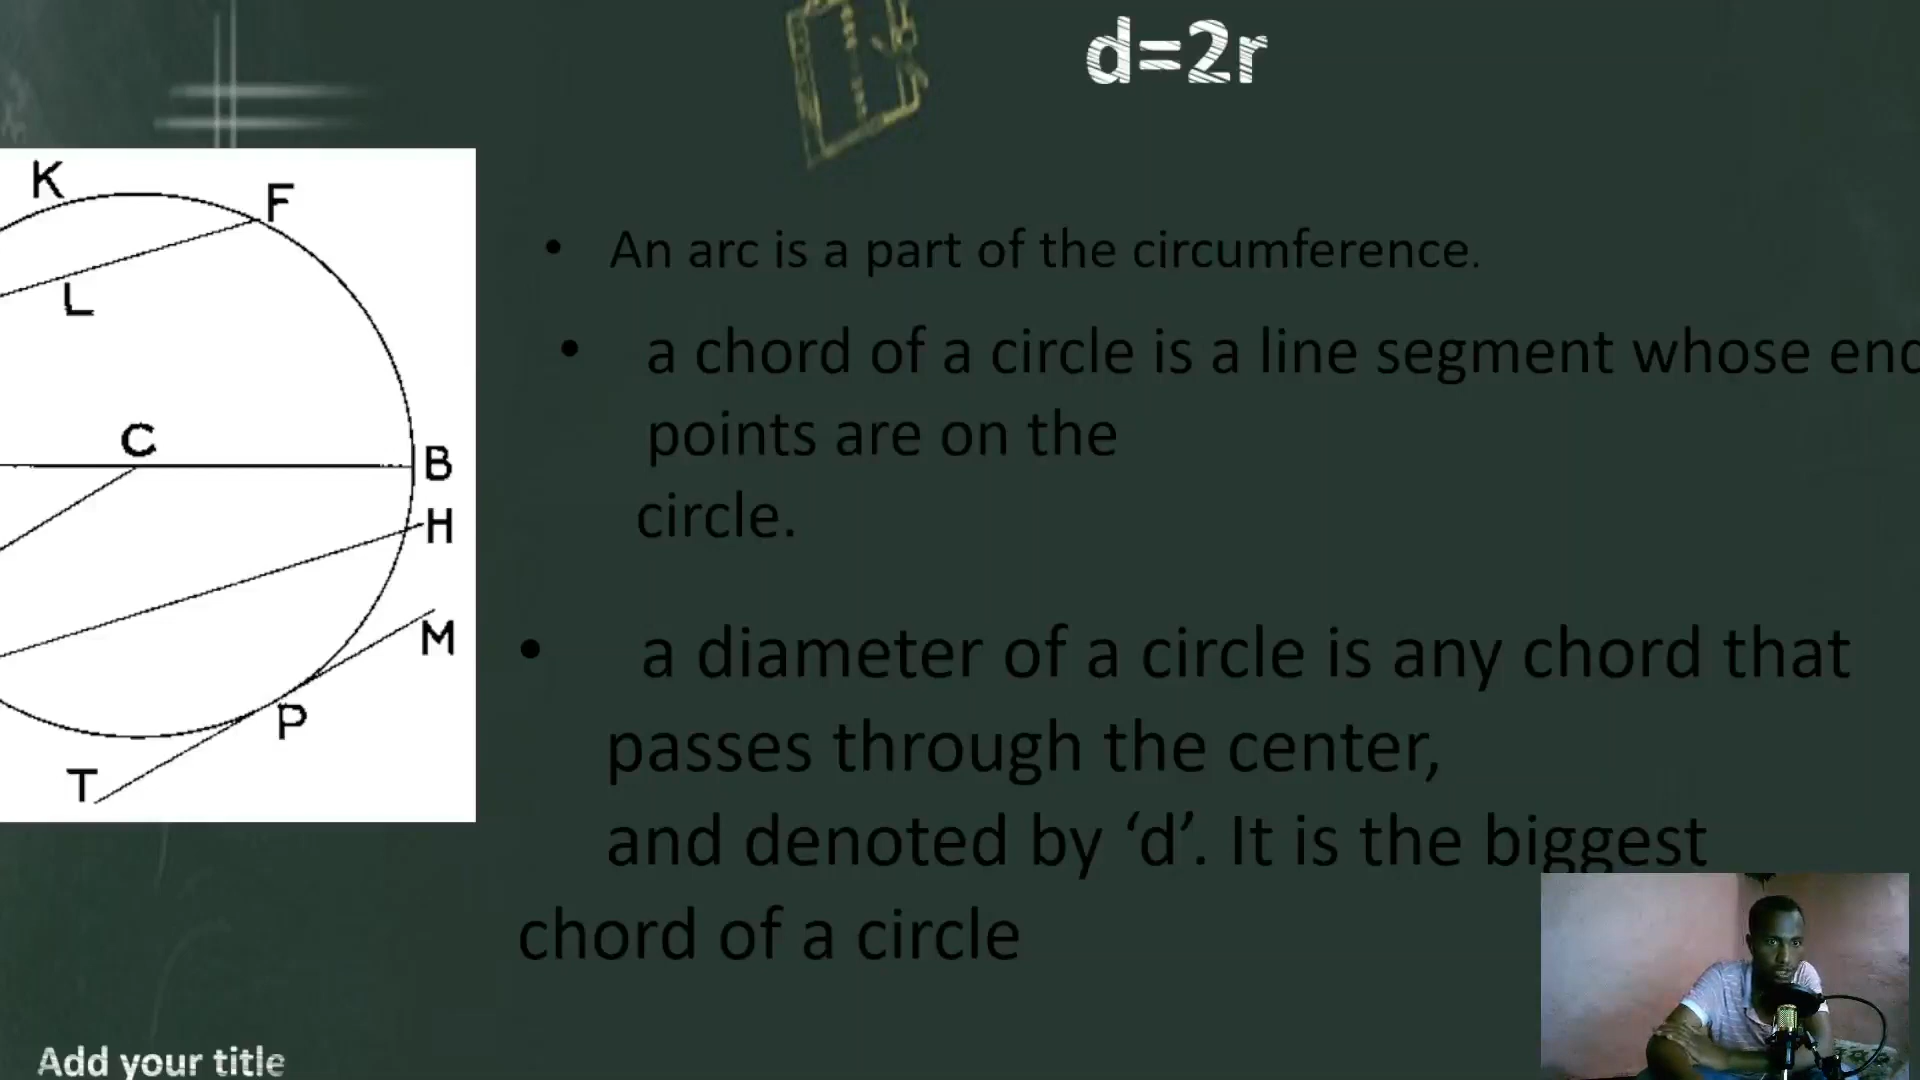 d=2r
K
F
L
C
B
H
M
P
T
• An arc is a part of the circumference.
• a chord of a circle is a line segment whose end
points are on the
circle.
• a diameter of a circle is any chord that
passes through the center,
and denoted by ‘d’. It is the biggest
chord of a circle
Add your title